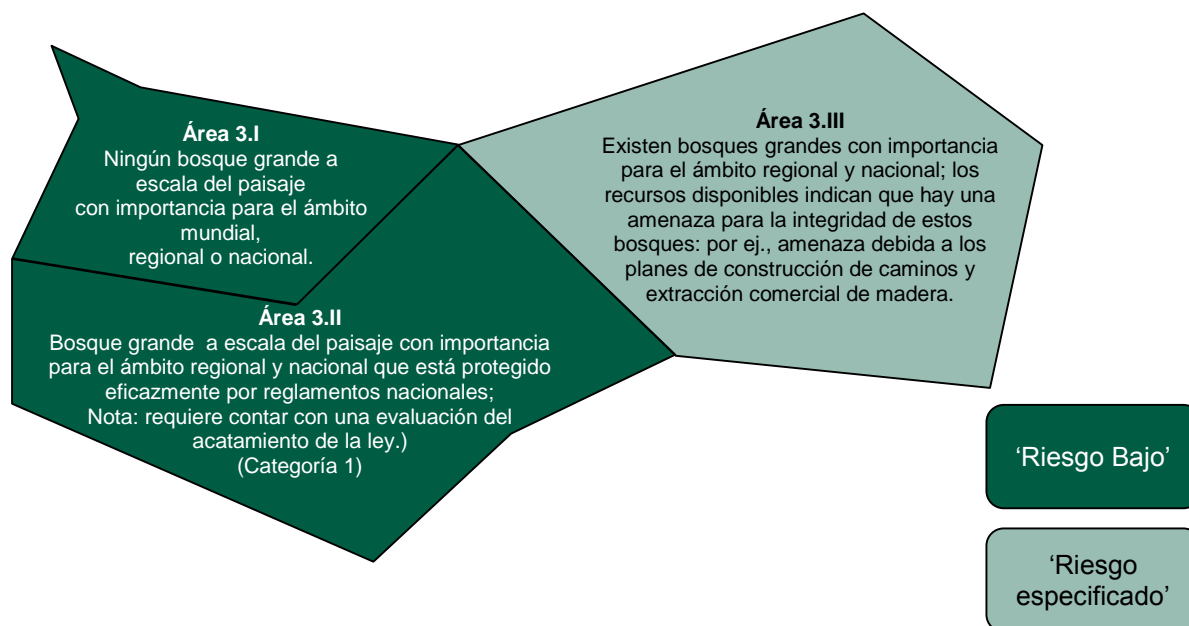 Área 3.I
Ningún bosque grande a
escala del paisaje
con importancia para el ámbito
mundial,
regional o nacional.
Área 3.II
Bosque grande a escala del paisaje con importancia
para el ámbito regional y nacional que está protegido
eficazmente por reglamentos nacionales;
Nota: requiere contar con una evaluación del
acatamiento de la ley.)
(Categoría 1)
Área 3.III
Existen bosques grandes con importancia
para el ámbito regional y nacional; los
recursos disponibles indican que hay una
amenaza para la integridad de estos
bosques: por ej., amenaza debida a los
planes de construcción de caminos y
extracción comercial de madera.
‘Riesgo Bajo’
‘Riesgo
especificado’